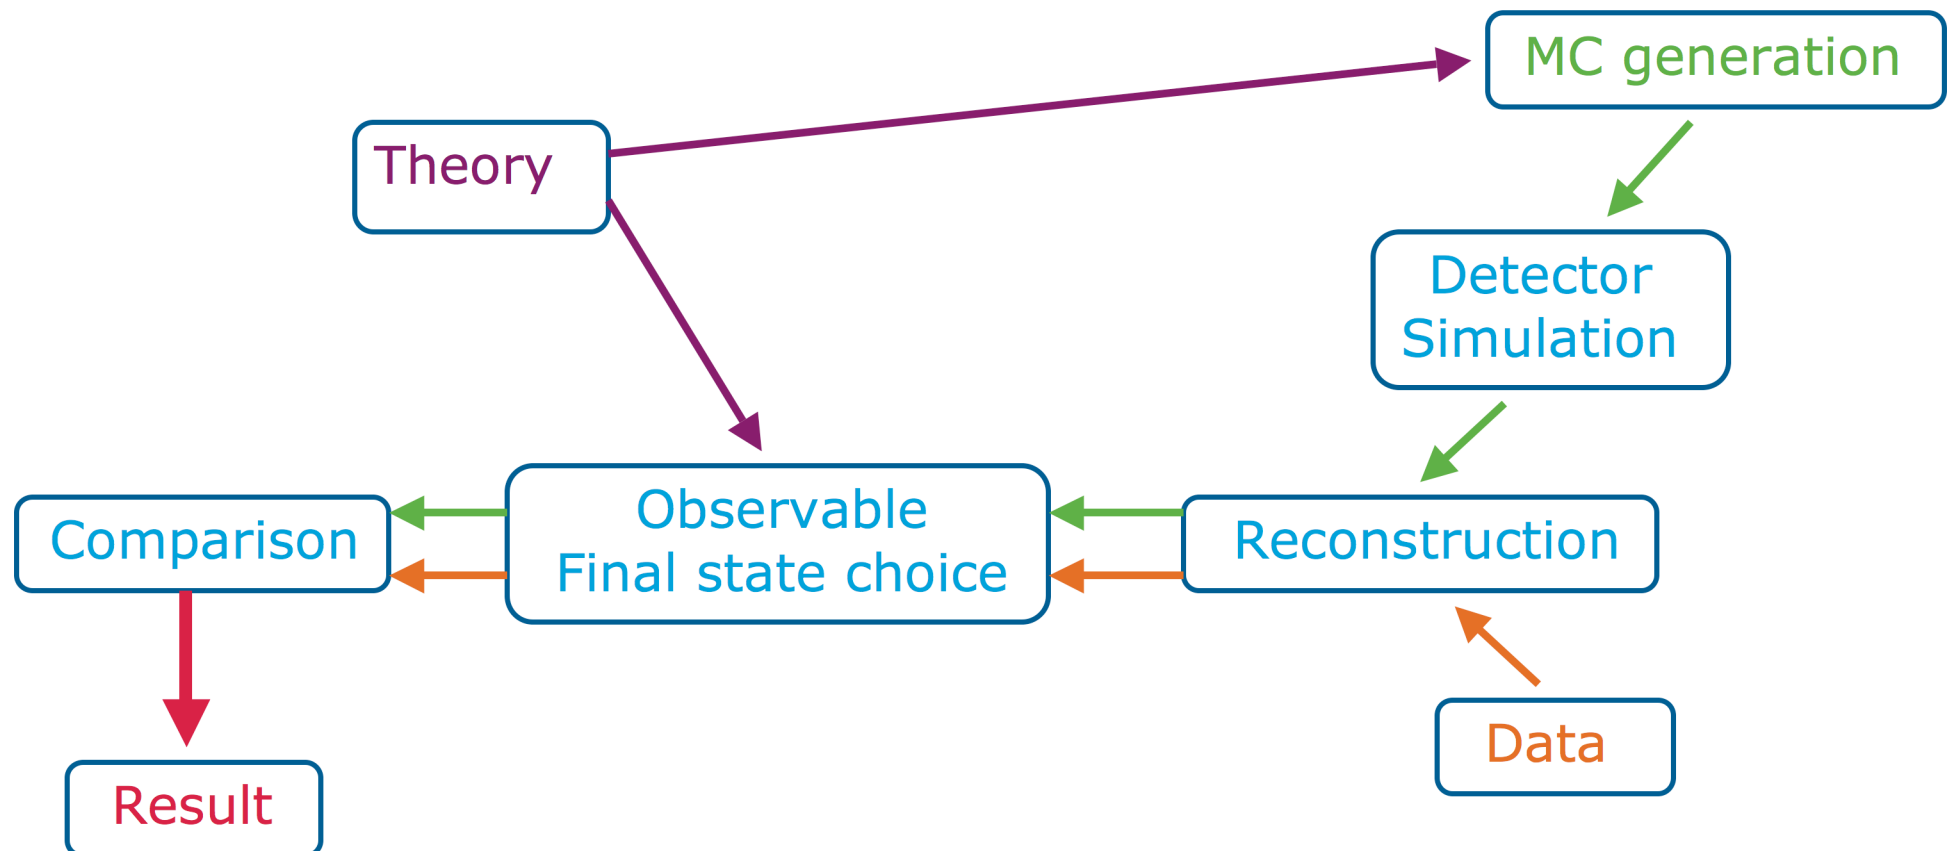 MC generation
Theory
Detector
Simulation
Observable
Final state choice
Comparison
Reconstruction
Data
Result